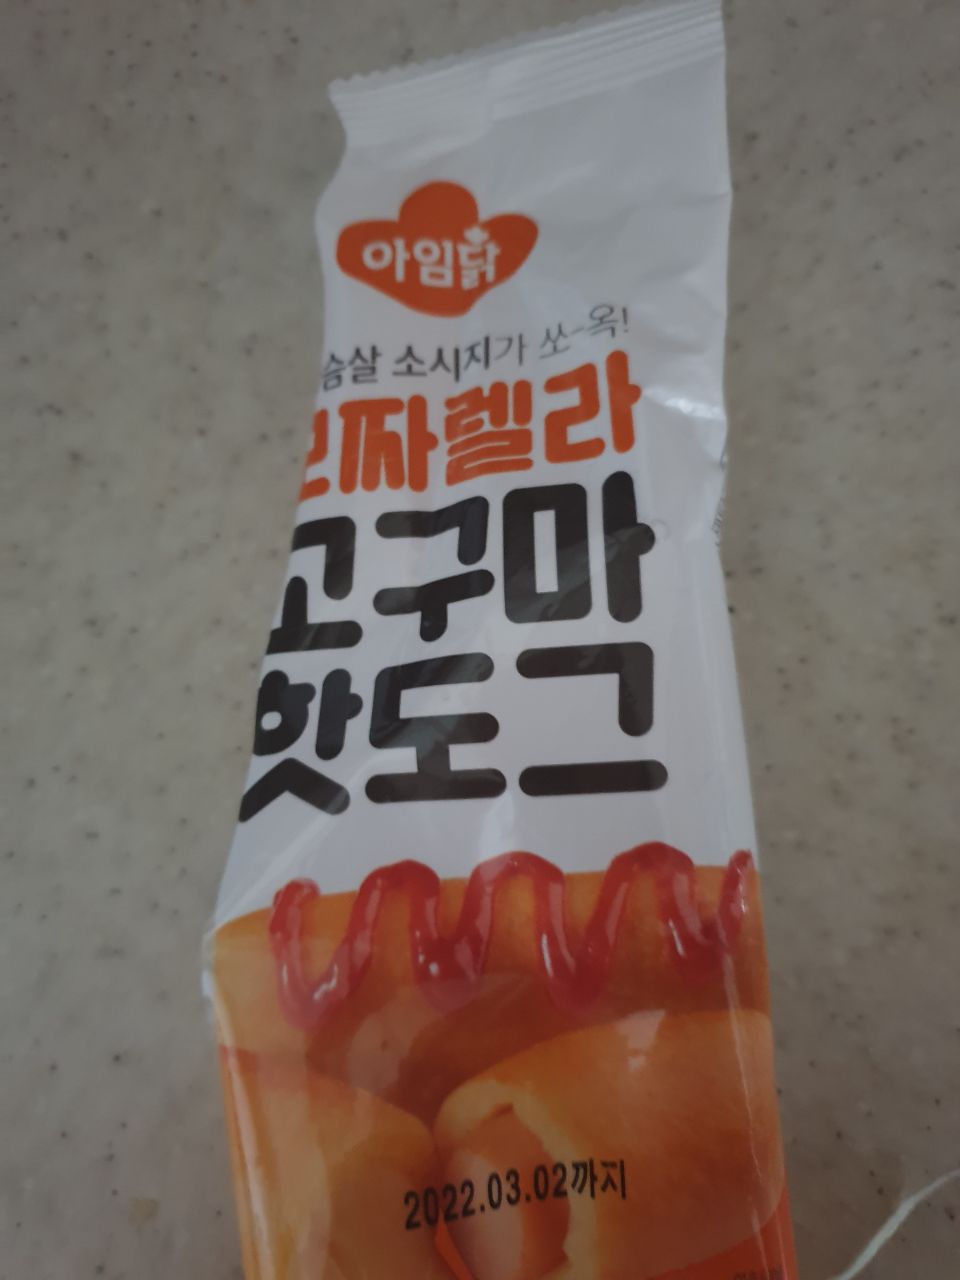 아임닭
슴살 소시지가 쏘-옥!
모짜렐라
고구마
핫도그
2022.03.02까지